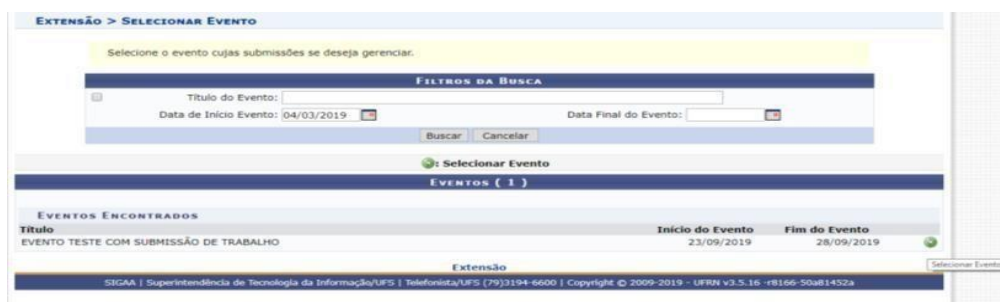 EXTENSÃO > SELECIONAR EVENTO
Selecione o evento cujas submissões se deseja gerenciar.
FILTROS DA BUSCA
Título do Evento:
Data de Início Evento: 04/03/2019 Data Final do Evento:
Buscar Cancelar
: Selecionar Evento
EVENTOS ( 1 )
EVENTOS ENCONTRADOS
Título Início do Evento Fim do Evento
EVENTO TESTE COM SUBMISSÃO DE TRABALHO 23/09/2019 28/09/2019
Selecionar Evento
Extensão
SIGAA | Superintendência de Tecnologia da Informação/UFS | Telefonista/UFS (79)3194-6600 | Copyright © 2009-2019 - UFRN v3.5.16 -r8166-50a81452a